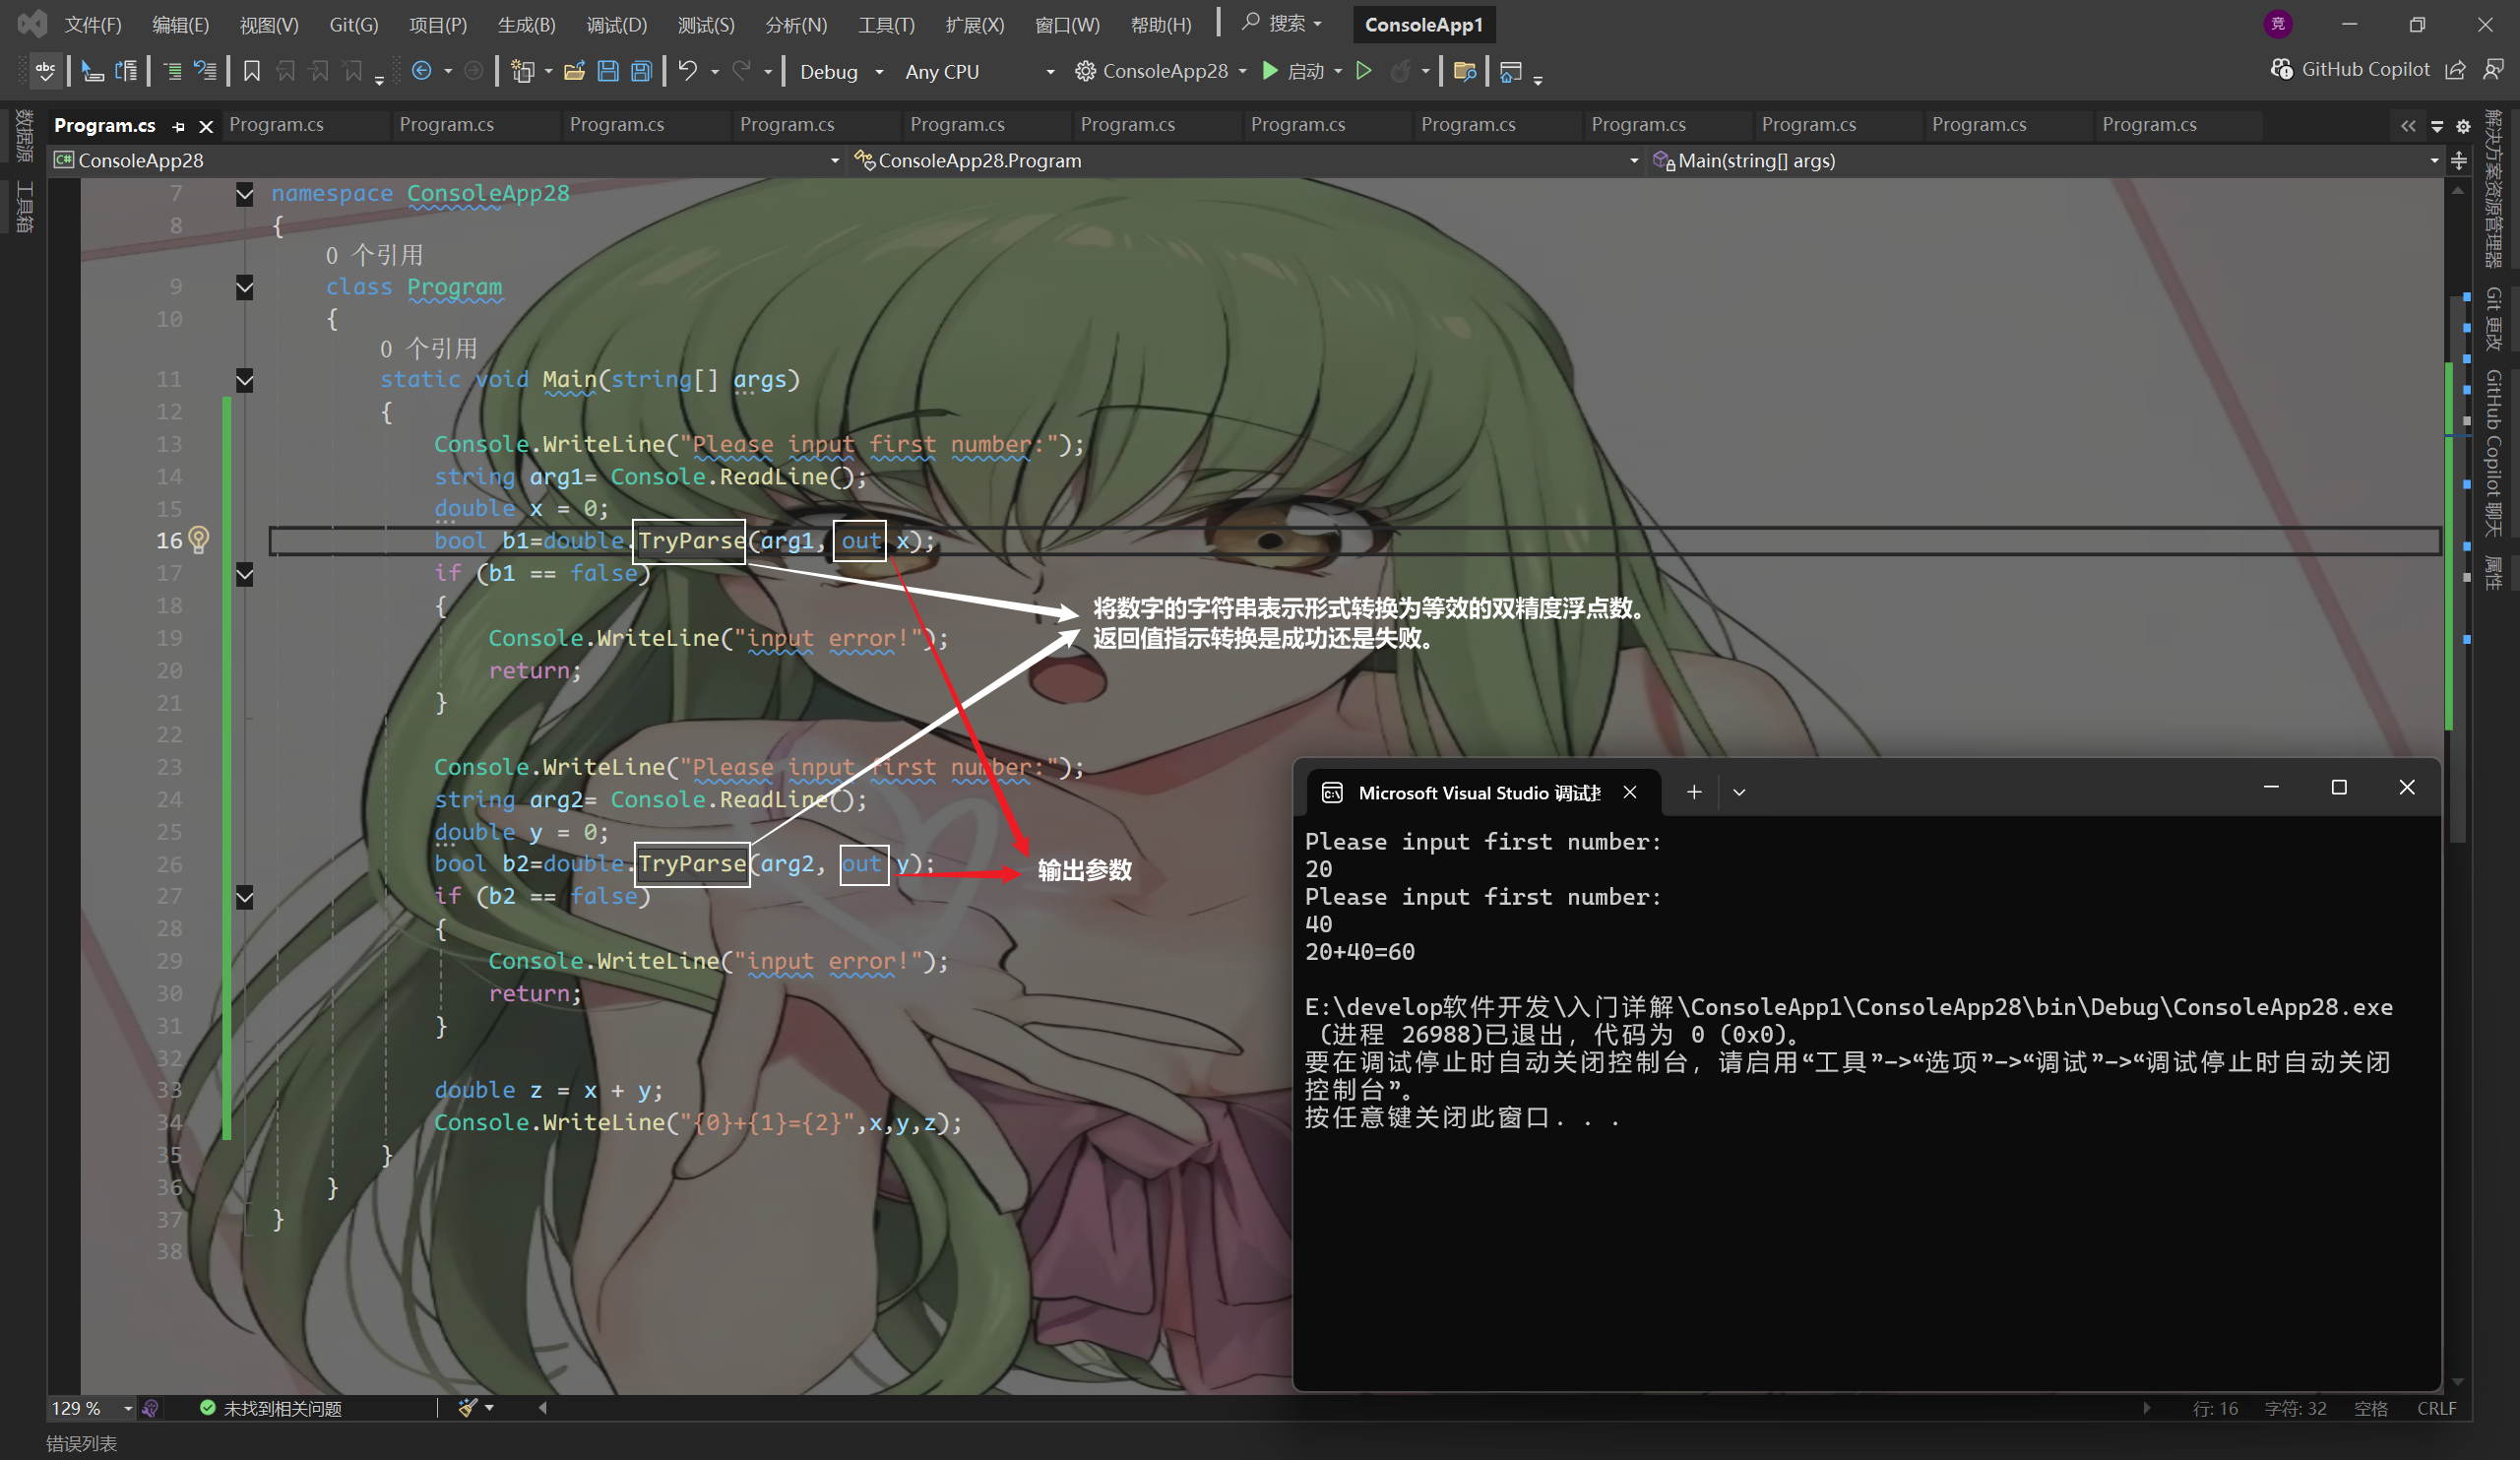 文件(F) 编辑(E) 视图(V) Git(G) 项目(P) 生成(B) 调试(D) 测试(S) 分析(N) 工具(T) 扩展(X) 窗口(W) 帮助(H) 搜索 ConsoleApp1 竞
abc Debug Any CPU ConsoleApp28 启动 GitHub Copilot
Program.cs Program.cs Program.cs Program.cs Program.cs Program.cs Program.cs Program.cs Program.cs Program.cs Program.cs Program.cs Program.cs
C# ConsoleApp28 ConsoleApp28.Program Main(string[] args)
数据源
工具箱
7 namespace ConsoleApp28
8 {
0 个引用
9 class Program
10 {
0 个引用
11 static void Main(string[] args)
12 {
13 Console.WriteLine("Please input first number:");
14 string arg1= Console.ReadLine();
15 double x = 0;
16 bool b1=double.TryParse(arg1, out x);
17 if (b1 == false)
18 {
19 Console.WriteLine("input error!");
20 return;
21 }
22
23 Console.WriteLine("Please input first number:");
24 string arg2= Console.ReadLine();
25 double y = 0;
26 bool b2=double.TryParse(arg2, out y);
27 if (b2 == false)
28 {
29 Console.WriteLine("input error!");
30 return;
31 }
32
33 double z = x + y;
34 Console.WriteLine("{0}+{1}={2}",x,y,z);
35 }
36 }
37 }
38
将数字的字符串表示形式转换为等效的双精度浮点数。
返回值指示转换是成功还是失败。
输出参数
Microsoft Visual Studio 调试
Please input first number:
20
Please input first number:
40
20+40=60
E:\develop软件开发\入门详解\ConsoleApp1\ConsoleApp28\bin\Debug\ConsoleApp28.exe
(进程 26988)已退出，代码为 0 (0x0)。
要在调试停止时自动关闭控制台，请启用“工具”->“选项”->“调试”->“调试停止时自动关闭
控制台”。
按任意键关闭此窗口. . .
解决方案资源管理器
Git 更改
GitHub Copilot 聊天
属性
129 % 未找到相关问题 行: 16 字符: 32 空格 CRLF
错误列表